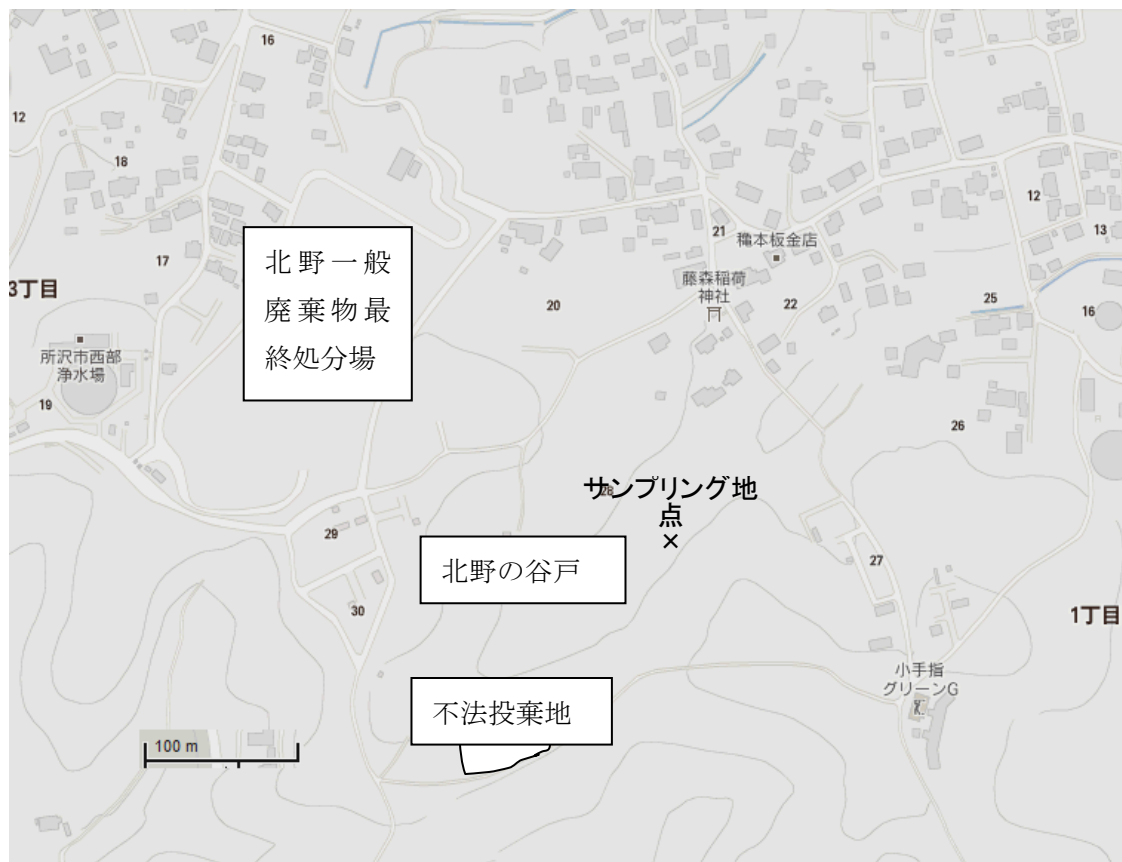 16
12
18
12
21
穐本板金店
13
17
北野一般
廃棄物最
終処分場
3丁目
藤森稲荷
神社
20
22
25
16
所沢市西部
浄水場
19
26
サンプリング地
点
×
28
29
北野の谷戸
27
30
1丁目
小手指
グリーンG
不法投棄地
100 m